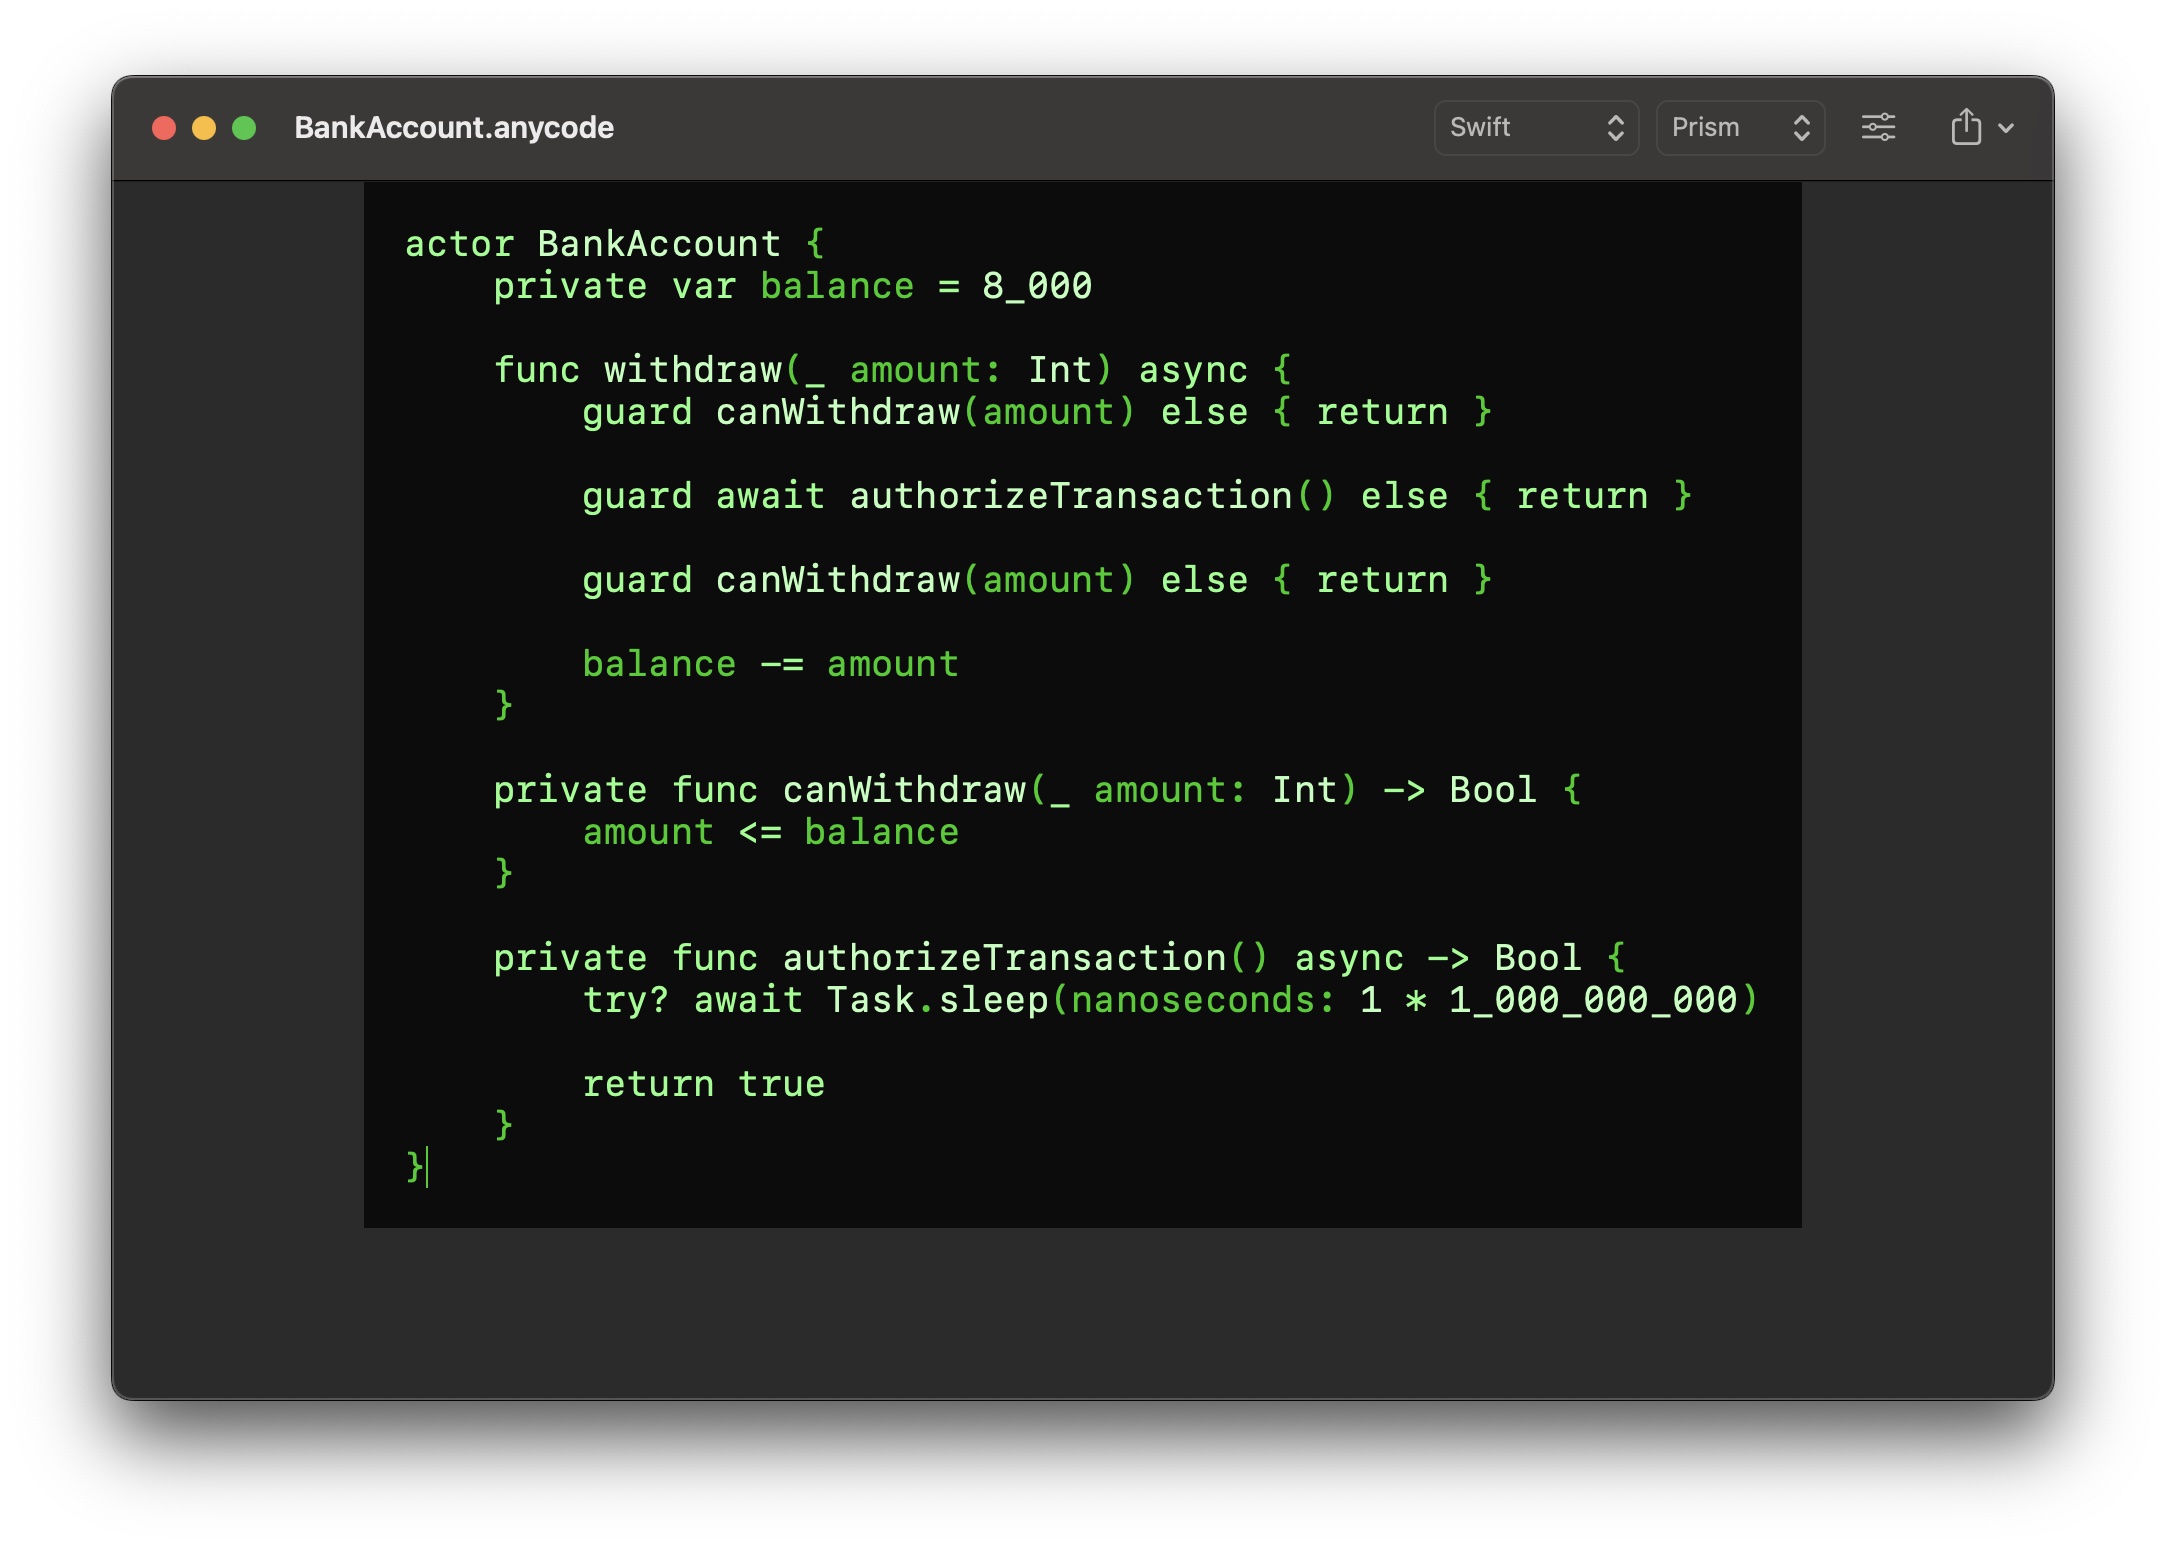 BankAccount.anycode
Swift
Prism
actor BankAccount {
    private var balance = 8_000

    func withdraw(_ amount: Int) async {
        guard canWithdraw(amount) else { return }

        guard await authorizeTransaction() else { return }

        guard canWithdraw(amount) else { return }

        balance -= amount
    }

    private func canWithdraw(_ amount: Int) -> Bool {
        amount <= balance
    }

    private func authorizeTransaction() async -> Bool {
        try? await Task.sleep(nanoseconds: 1 * 1_000_000_000)

        return true
    }
}